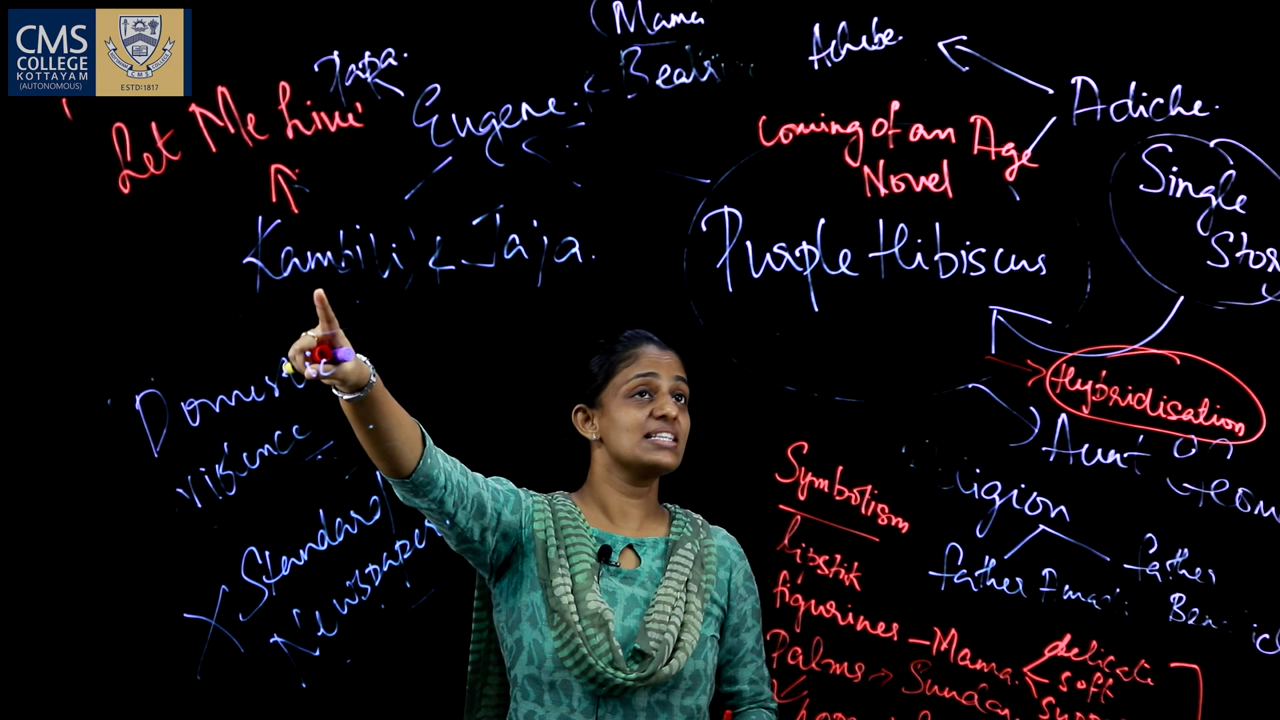 CMS
COLLEGE
KOTTAYAM
(AUTONOMOUS)
ESTD:1817
(Mama
Papa.
Eugene.
Achebe.
Adiche.
Let Me Live
Coming of an Age
Novel
Single
Kambili & Jaja.
Purple Hibiscus
Hybridisation
Domestic
violence
Aunt
Symbolism
Standard
Newspaper
lipstik
father Amadi
father
figurines - Mama
delicate
soft
Palms → Sunday